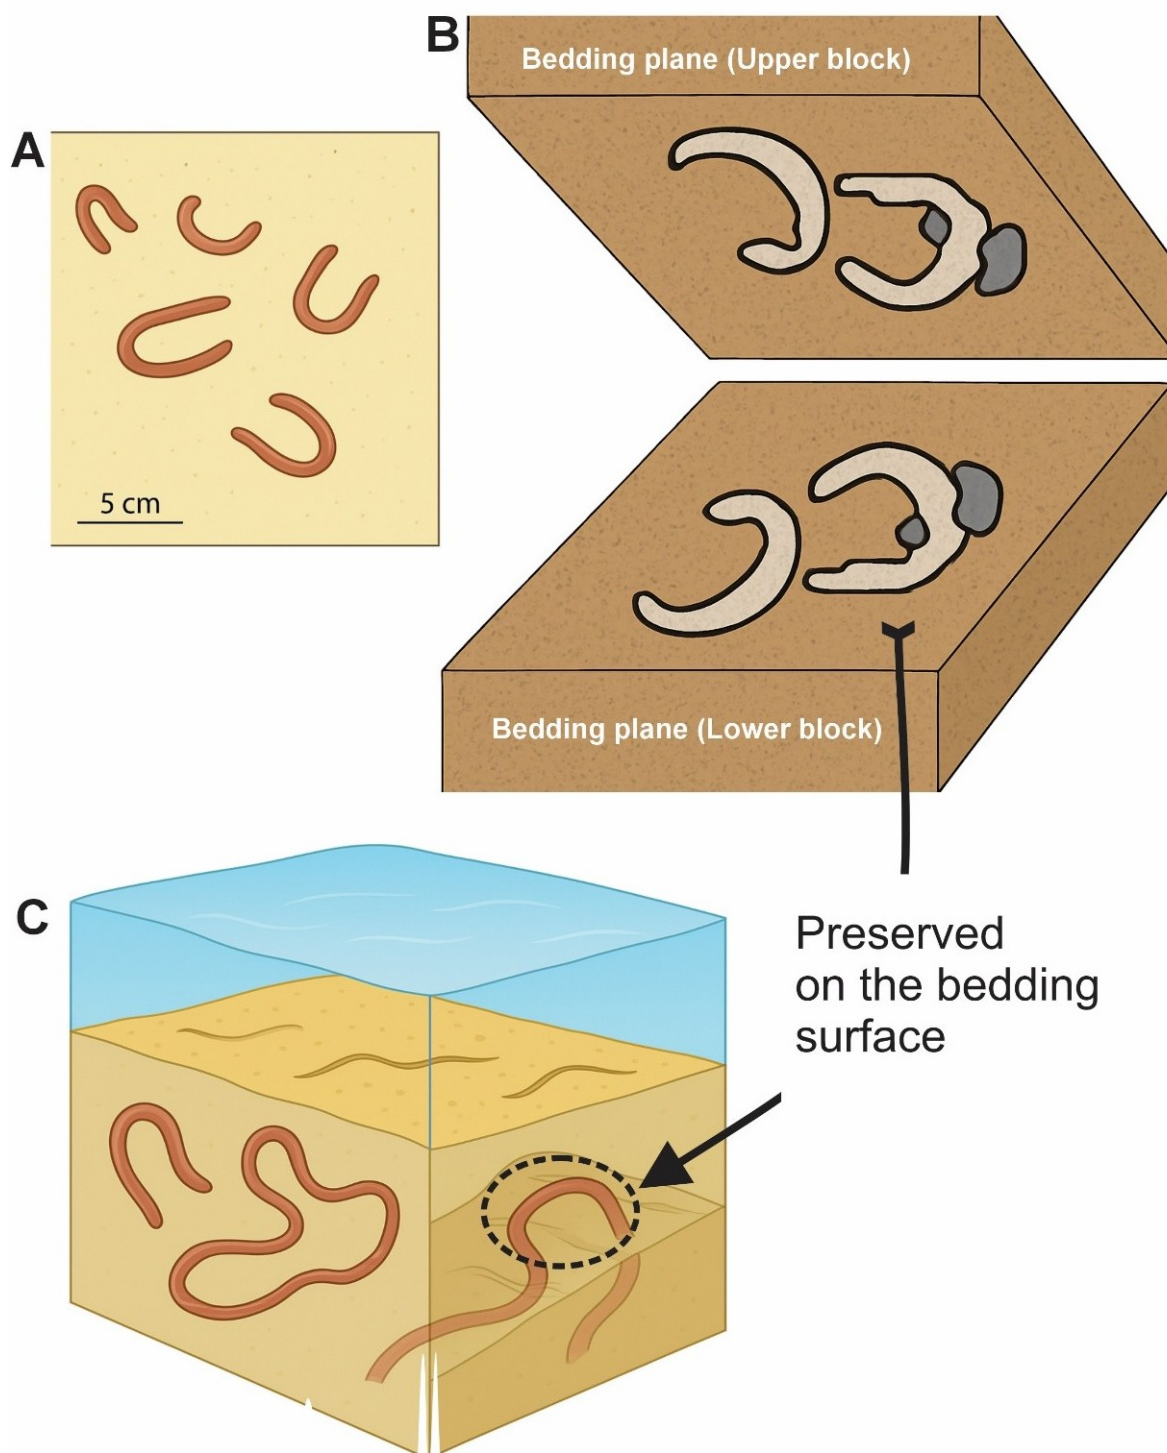 A
B
Bedding plane (Upper block)
5 cm
Bedding plane (Lower block)
C
Preserved
on the bedding
surface